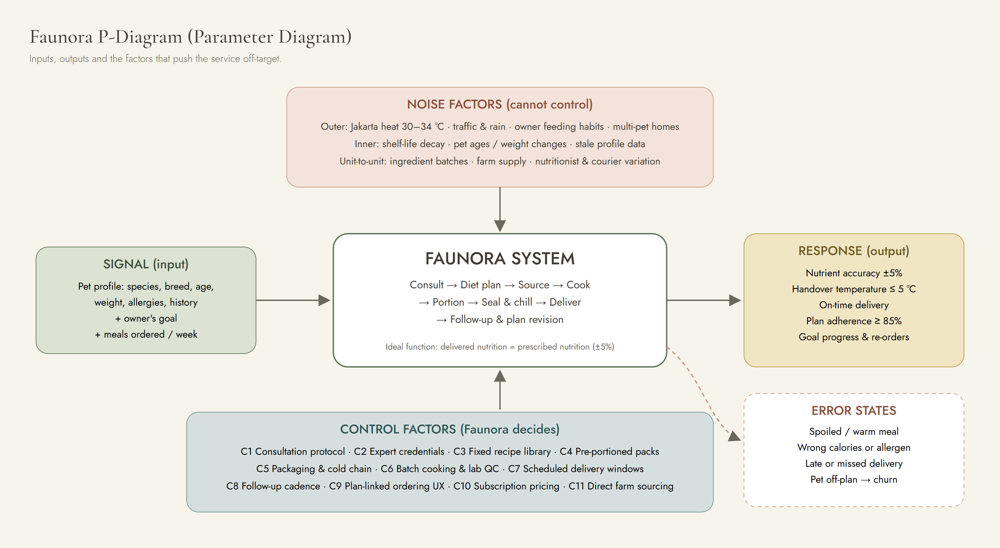 Faunora P-Diagram (Parameter Diagram)
Inputs, outputs and the factors that push the service off-target.
NOISE FACTORS (cannot control)
Outer: Jakarta heat 30–34 °C · traffic & rain · owner feeding habits · multi-pet homes
Inner: shelf-life decay · pet ages / weight changes · stale profile data
Unit-to-unit: ingredient batches · farm supply · nutritionist & courier variation
SIGNAL (input)
Pet profile: species, breed, age,
weight, allergies, history
+ owner's goal
+ meals ordered / week
FAUNORA SYSTEM
Consult → Diet plan → Source → Cook
→ Portion → Seal & chill → Deliver
→ Follow-up & plan revision
Ideal function: delivered nutrition = prescribed nutrition (±5%)
RESPONSE (output)
Nutrient accuracy ±5%
Handover temperature ≤ 5 °C
On-time delivery
Plan adherence ≥ 85%
Goal progress & re-orders
CONTROL FACTORS (Faunora decides)
C1 Consultation protocol · C2 Expert credentials · C3 Fixed recipe library · C4 Pre-portioned packs
C5 Packaging & cold chain · C6 Batch cooking & lab QC · C7 Scheduled delivery windows
C8 Follow-up cadence · C9 Plan-linked ordering UX · C10 Subscription pricing · C11 Direct farm sourcing
ERROR STATES
Spoiled / warm meal
Wrong calories or allergen
Late or missed delivery
Pet off-plan → churn